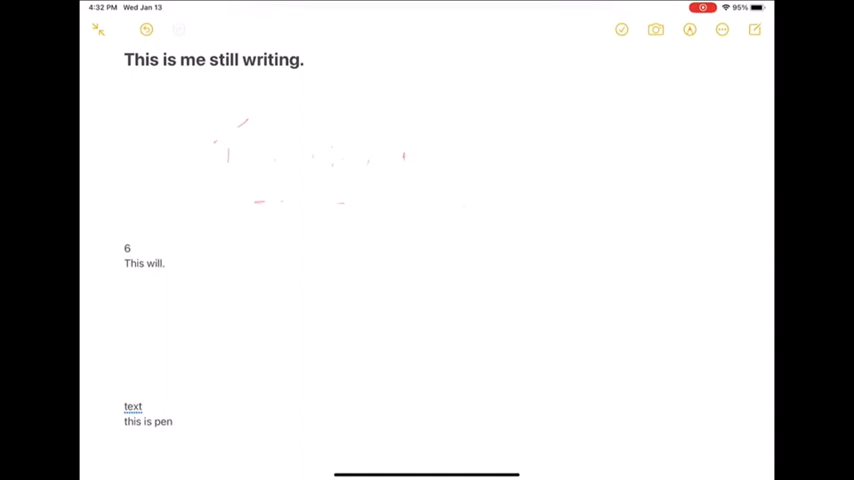 4:32 PM Wed Jan 13 95%
This is me still writing.
6
This will.
text
this is pen